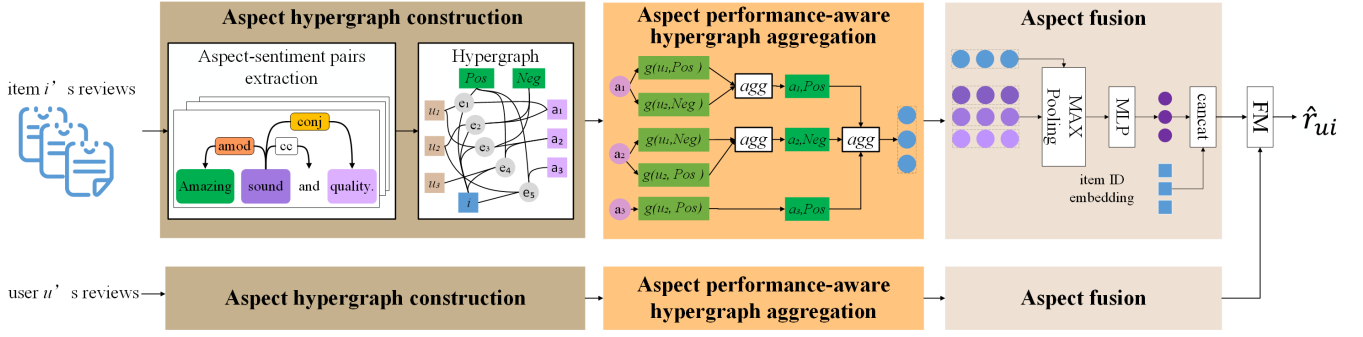 Aspect hypergraph construction
Aspect-sentiment pairs
extraction
conj
amod
cc
Amazing
sound
and
quality.
Hypergraph
Pos
Neg
u₁
u₂
u₃
e₁
e₂
e₃
e₄
e₅
a₁
a₂
a₃
i
item i’s reviews
Aspect performance-aware
hypergraph aggregation
a₁
g(u₁,Pos)
g(u₂,Neg)
agg
a₁,Pos
a₂
g(u₁,Neg)
g(u₂, Pos)
agg
a₂,Neg
agg
a₃
g(u₂, Pos)
a₃,Pos
Aspect fusion
MAX
Pooling
MLP
cancat
item ID
embedding
FM
r̂ui
user u’s reviews
Aspect hypergraph construction
Aspect performance-aware
hypergraph aggregation
Aspect fusion